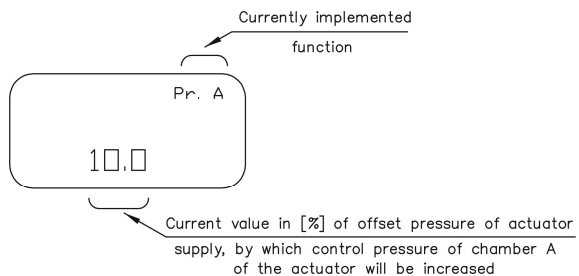 Currently implemented
function
Pr. A
10.0
Current value in [%] of offset pressure of actuator
supply, by which control pressure of chamber A
of the actuator will be increased